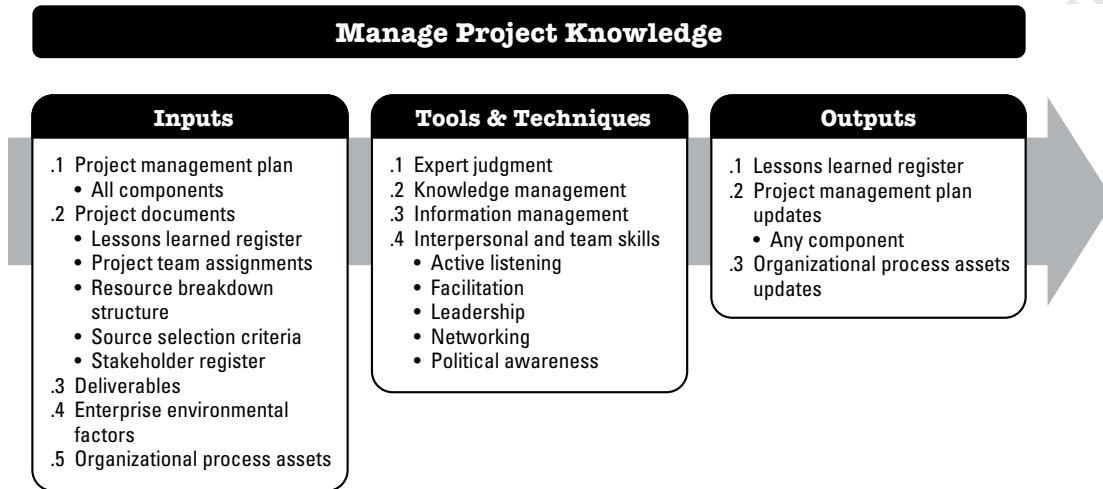 Manage Project Knowledge
Inputs
.1 Project management plan
• All components
.2 Project documents
• Lessons learned register
• Project team assignments
• Resource breakdown
structure
• Source selection criteria
• Stakeholder register
.3 Deliverables
.4 Enterprise environmental
factors
.5 Organizational process assets
Tools & Techniques
.1 Expert judgment
.2 Knowledge management
.3 Information management
.4 Interpersonal and team skills
• Active listening
• Facilitation
• Leadership
• Networking
• Political awareness
Outputs
.1 Lessons learned register
.2 Project management plan
updates
• Any component
.3 Organizational process assets
updates